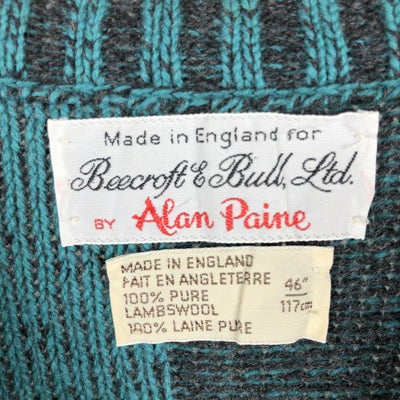 Made in England for
Beecroft & Bull, Ltd.
BY Alan Paine
MADE IN ENGLAND
FAIT EN ANGLETERRE
100% PURE
LAMBSWOOL
100% LAINE PURE
46"
117cm